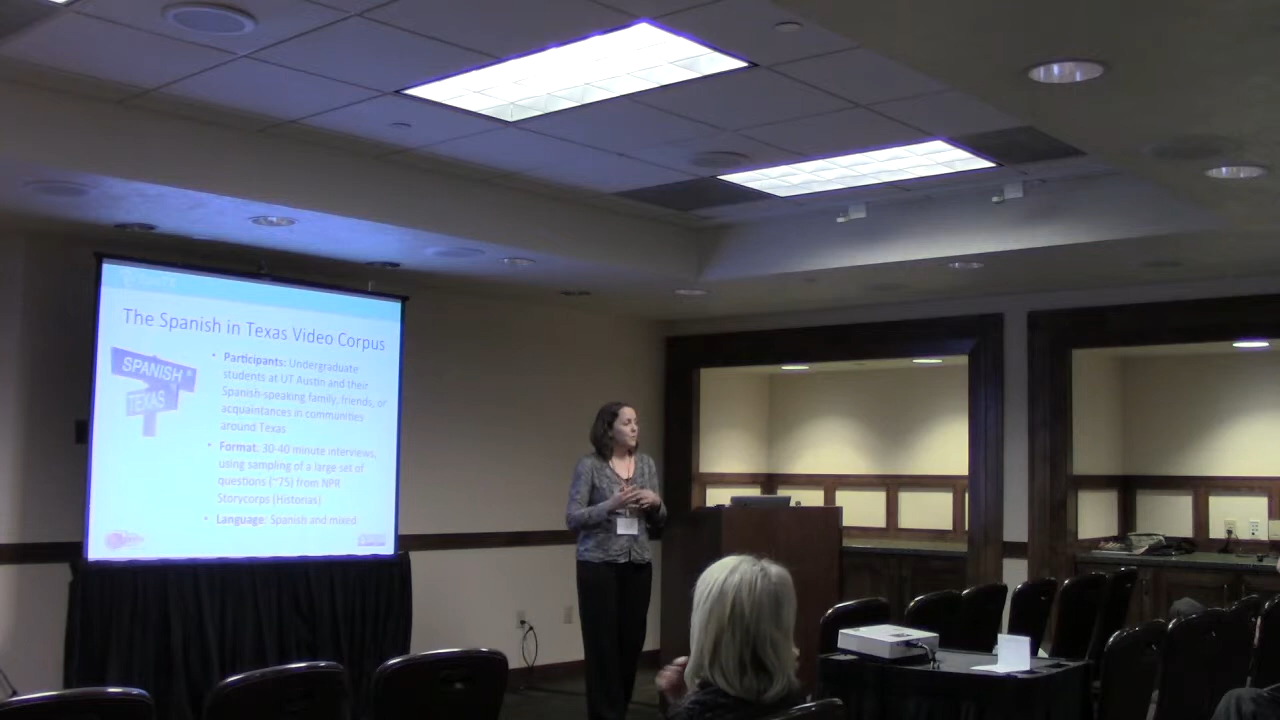 The Spanish in Texas Video Corpus
SPANISH
TEXAS
• Participants: Undergraduate
students at UT Austin and their
Spanish-speaking family, friends, or
acquaintances in communities
around Texas
• Format: 30-40 minute interviews,
using sampling of a large set of
questions (~75) from NPR
Storycorps (Historias)
• Language: Spanish and mixed